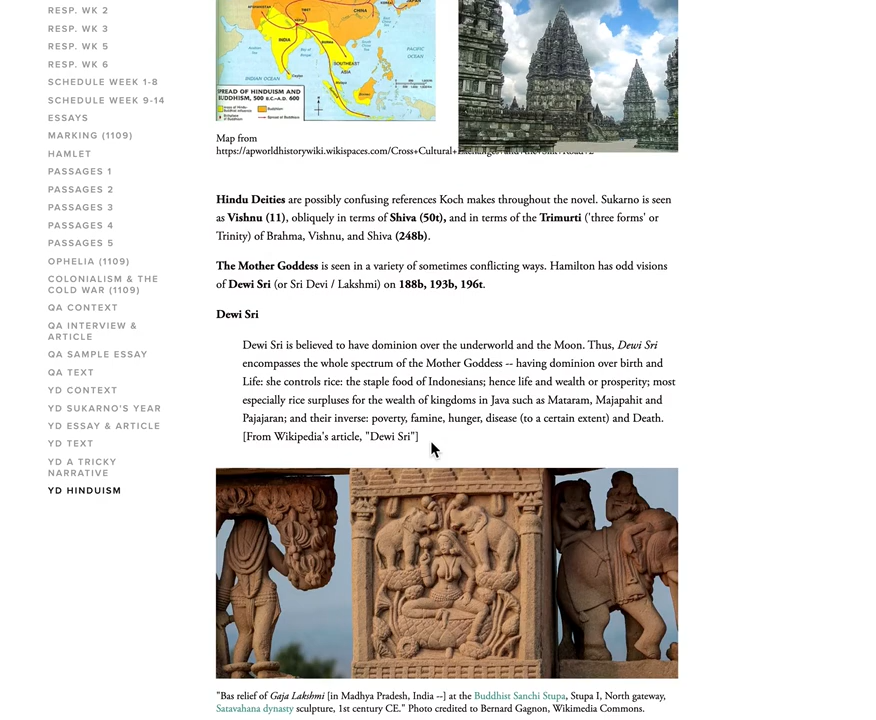 RESP. WK 2
RESP. WK 3
RESP. WK 5
RESP. WK 6
SCHEDULE WEEK 1-8
SCHEDULE WEEK 9-14
ESSAYS
MARKING (1109)
HAMLET
PASSAGES 1
PASSAGES 2
PASSAGES 3
PASSAGES 4
PASSAGES 5
OPHELIA (1109)
COLONIALISM & THE
COLD WAR (1109)
QA CONTEXT
QA INTERVIEW &
ARTICLE
QA SAMPLE ESSAY
QA TEXT
YD CONTEXT
YD SUKARNO'S YEAR
YD ESSAY & ARTICLE
YD TEXT
YD A TRICKY
NARRATIVE
YD HINDUISM
CHINA
INDIA
PACIFIC
OCEAN
SOUTHEAST
ASIA
INDIAN OCEAN
SPREAD OF HINDUISM AND
BUDDHISM, 500 B.C.-A.D. 600
Map from
https://apworldhistorywiki.wikispaces.com/Cross+Cultural+
Hindu Deities are possibly confusing references Koch makes throughout the novel. Sukarno is seen
as Vishnu (11), obliquely in terms of Shiva (50t), and in terms of the Trimurti ('three forms' or
Trinity) of Brahma, Vishnu, and Shiva (248b).
The Mother Goddess is seen in a variety of sometimes conflicting ways. Hamilton has odd visions
of Dewi Sri (or Sri Devi / Lakshmi) on 188b, 193b, 196t.
Dewi Sri
Dewi Sri is believed to have dominion over the underworld and the Moon. Thus, Dewi Sri
encompasses the whole spectrum of the Mother Goddess -- having dominion over birth and
Life: she controls rice: the staple food of Indonesians; hence life and wealth or prosperity; most
especially rice surpluses for the wealth of kingdoms in Java such as Mataram, Majapahit and
Pajajaran; and their inverse: poverty, famine, hunger, disease (to a certain extent) and Death.
[From Wikipedia's article, "Dewi Sri"]
"Bas relief of Gaja Lakshmi [in Madhya Pradesh, India --] at the Buddhist Sanchi Stupa, Stupa I, North gateway,
Satavahana dynasty sculpture, 1st century CE." Photo credited to Bernard Gagnon, Wikimedia Commons.